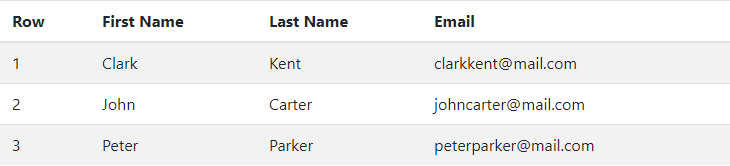 Row First Name Last Name Email
1 Clark Kent clarkkent@mail.com
2 John Carter johncarter@mail.com
3 Peter Parker peterparker@mail.com